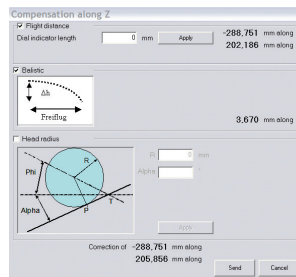 Compensation along Z
Flight distance
Dial indicator length 0 mm Apply -288,751 mm along
202,186 mm along
Balistic
Δh
Freiflug
3,670 mm along
Head radius
R
Phi
Alpha
P
T
R 0 mm
Alpha °
Apply
Correction of -288,751 mm along
205,856 mm along
Send Cancel